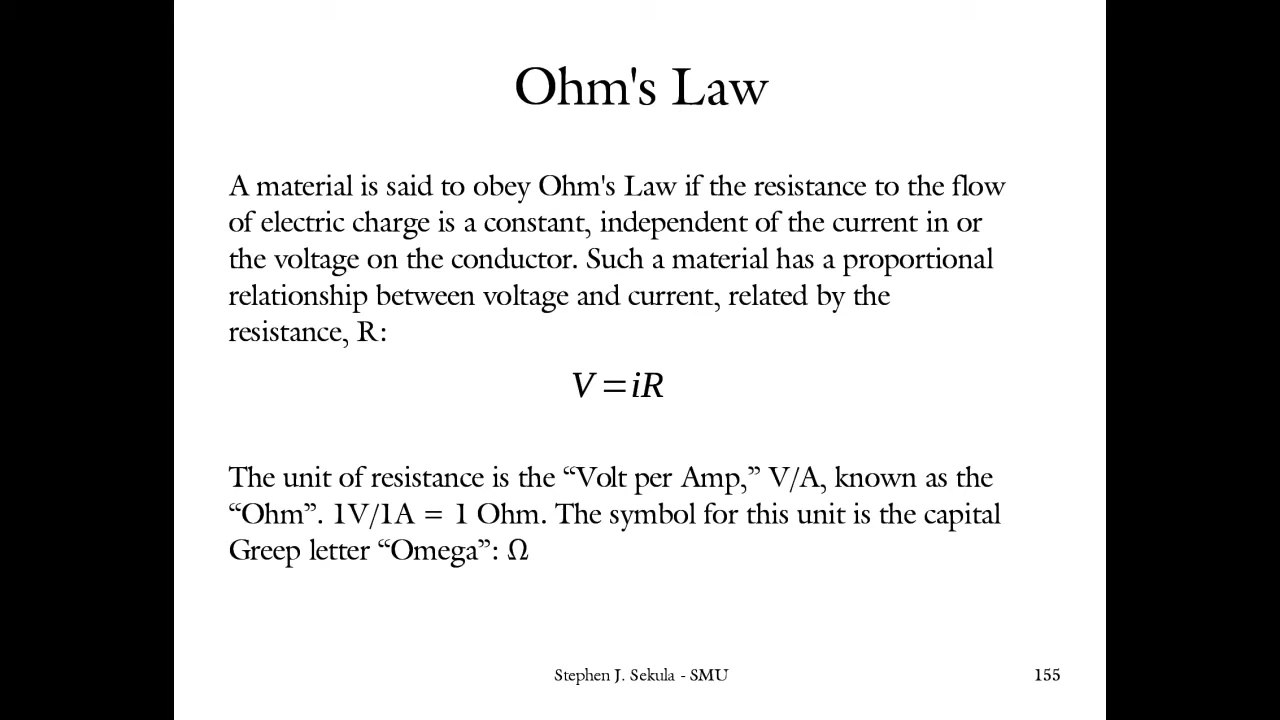 Ohm's Law
A material is said to obey Ohm's Law if the resistance to the flow
of electric charge is a constant, independent of the current in or
the voltage on the conductor. Such a material has a proportional
relationship between voltage and current, related by the
resistance, R:
V = iR
The unit of resistance is the “Volt per Amp,” V/A, known as the
“Ohm”. 1V/1A = 1 Ohm. The symbol for this unit is the capital
Greep letter “Omega”: Ω
Stephen J. Sekula - SMU
155